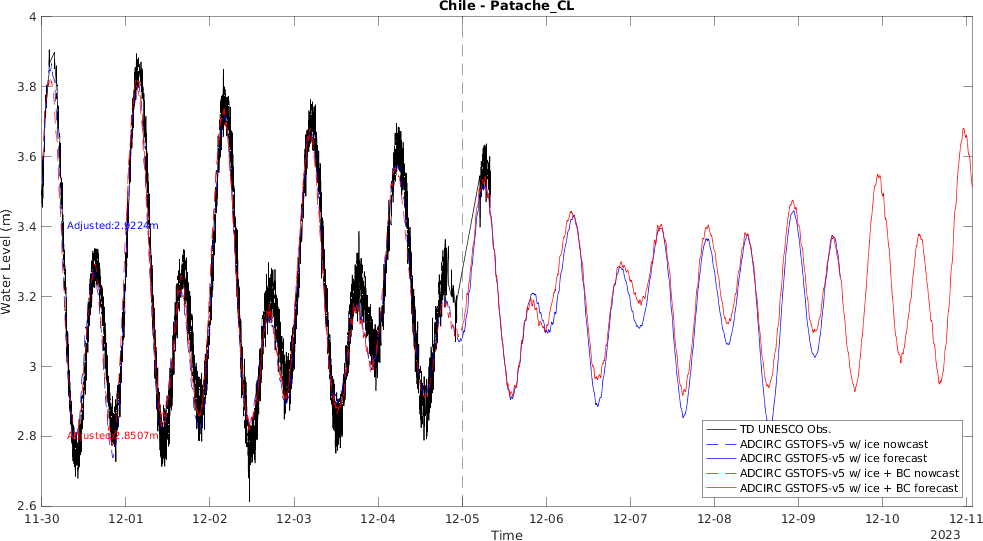 Chile - Patache_CL
4
3.8
3.6
3.4
3.2
3
2.8
2.6
Water Level (m)
Adjusted:2.9224m
Adjusted:2.8507m
TD UNESCO Obs.
ADCIRC GSTOFS-v5 w/ ice nowcast
ADCIRC GSTOFS-v5 w/ ice forecast
ADCIRC GSTOFS-v5 w/ ice + BC nowcast
ADCIRC GSTOFS-v5 w/ ice + BC forecast
11-30 12-01 12-02 12-03 12-04 12-05 12-06 12-07 12-08 12-09 12-10 12-11
Time
2023